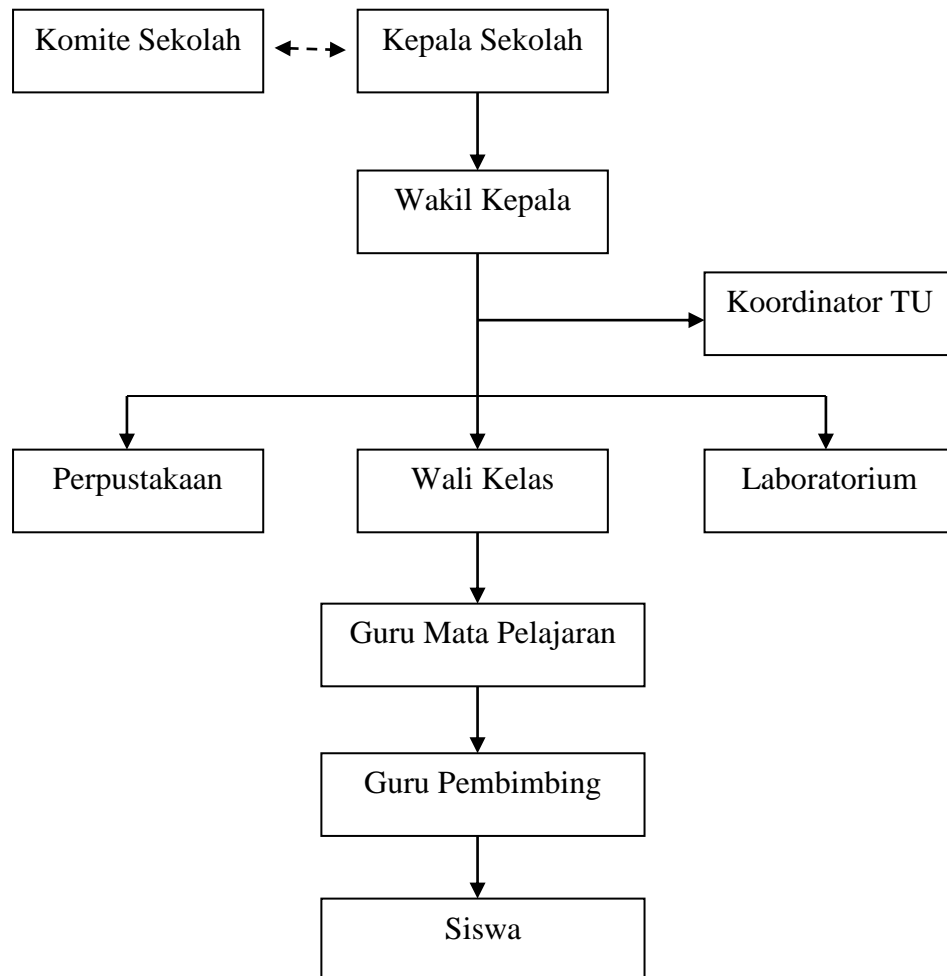 Komite Sekolah
Kepala Sekolah
Wakil Kepala
Koordinator TU
Perpustakaan
Wali Kelas
Laboratorium
Guru Mata Pelajaran
Guru Pembimbing
Siswa